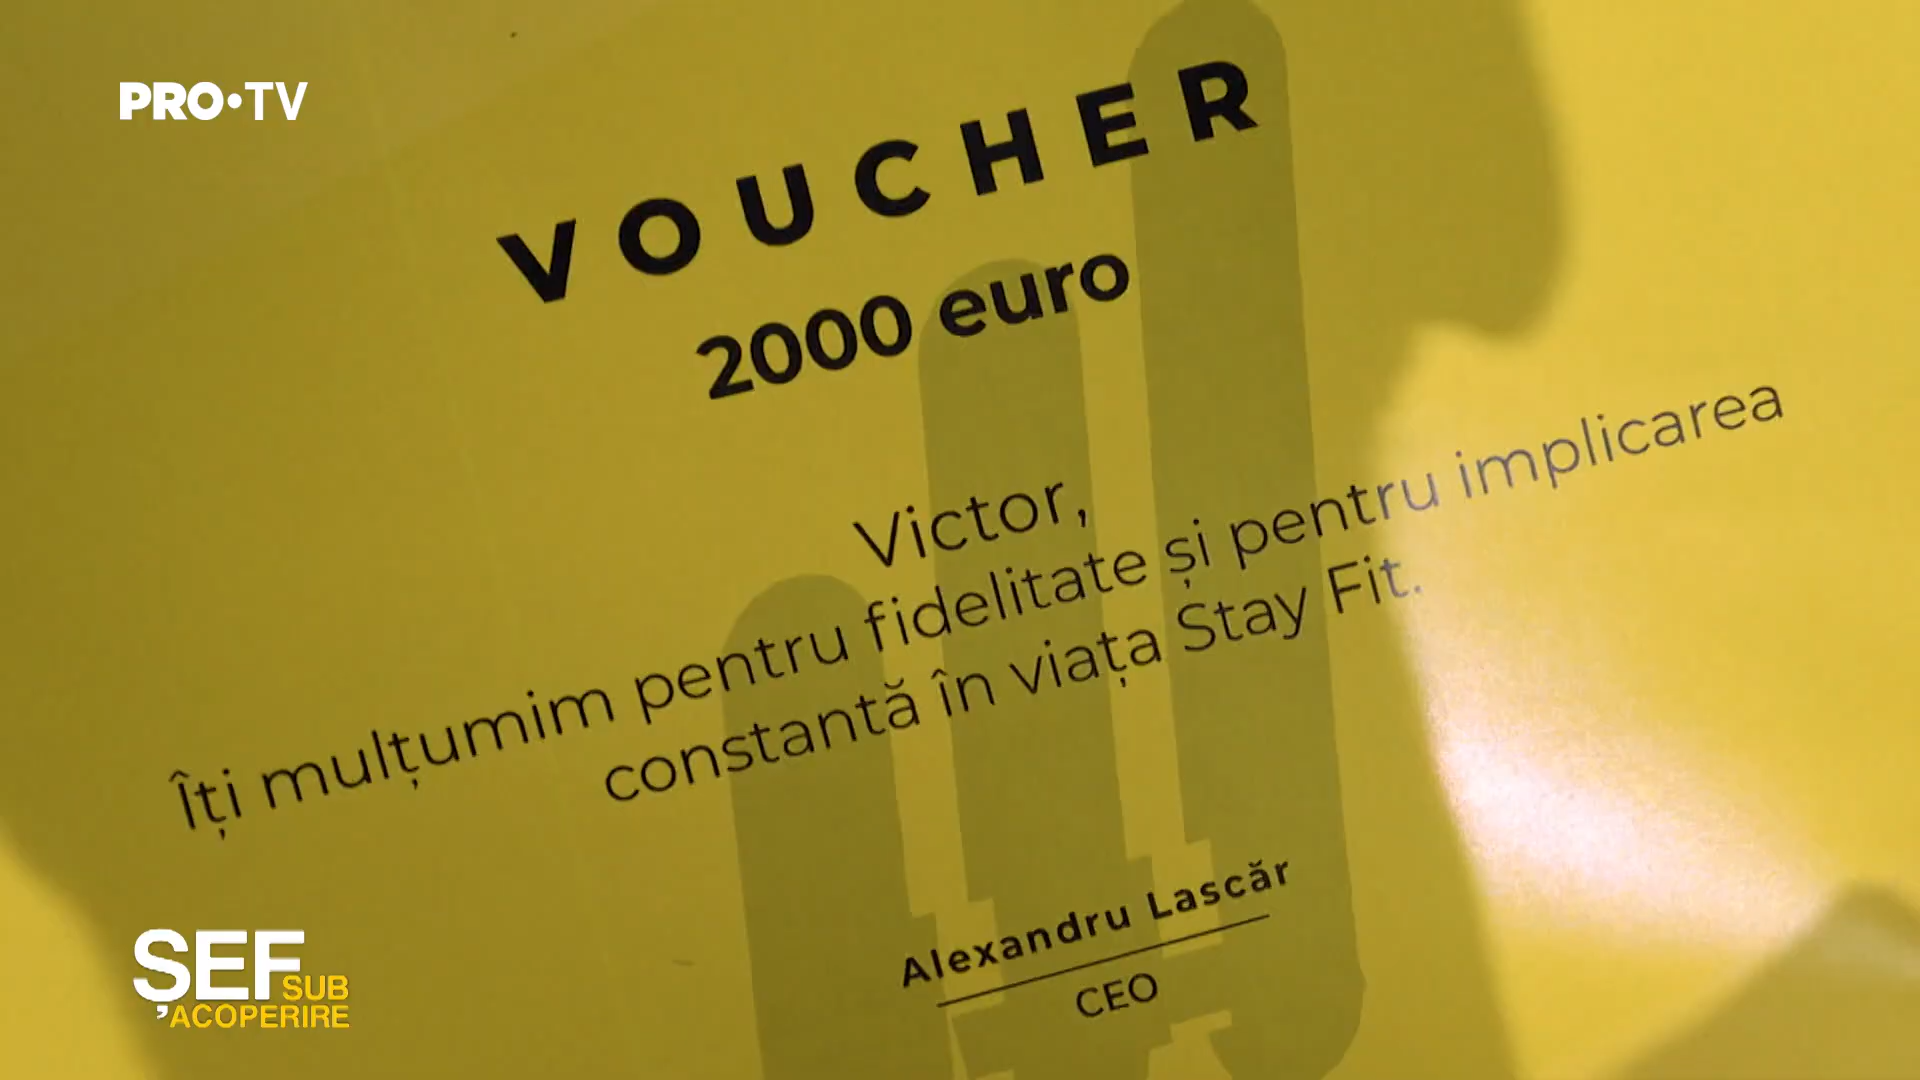 PRO•TV
VOUCHER
2000 euro
Victor,
Îți mulțumim pentru fidelitate și pentru implicarea
constantă în viața Stay Fit.
Alexandru Lascăr
CEO
ȘEF
SUB
ACOPERIRE